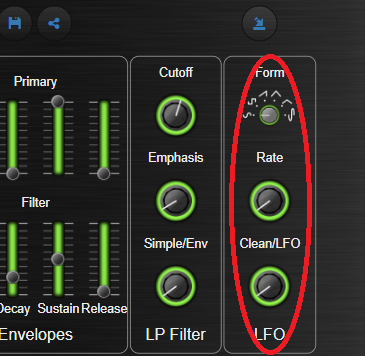 Primary
Cutoff
Form
Emphasis
Rate
Filter
Simple/Env
Clean/LFO
Decay Sustain Release
Envelopes
LP Filter
LFO